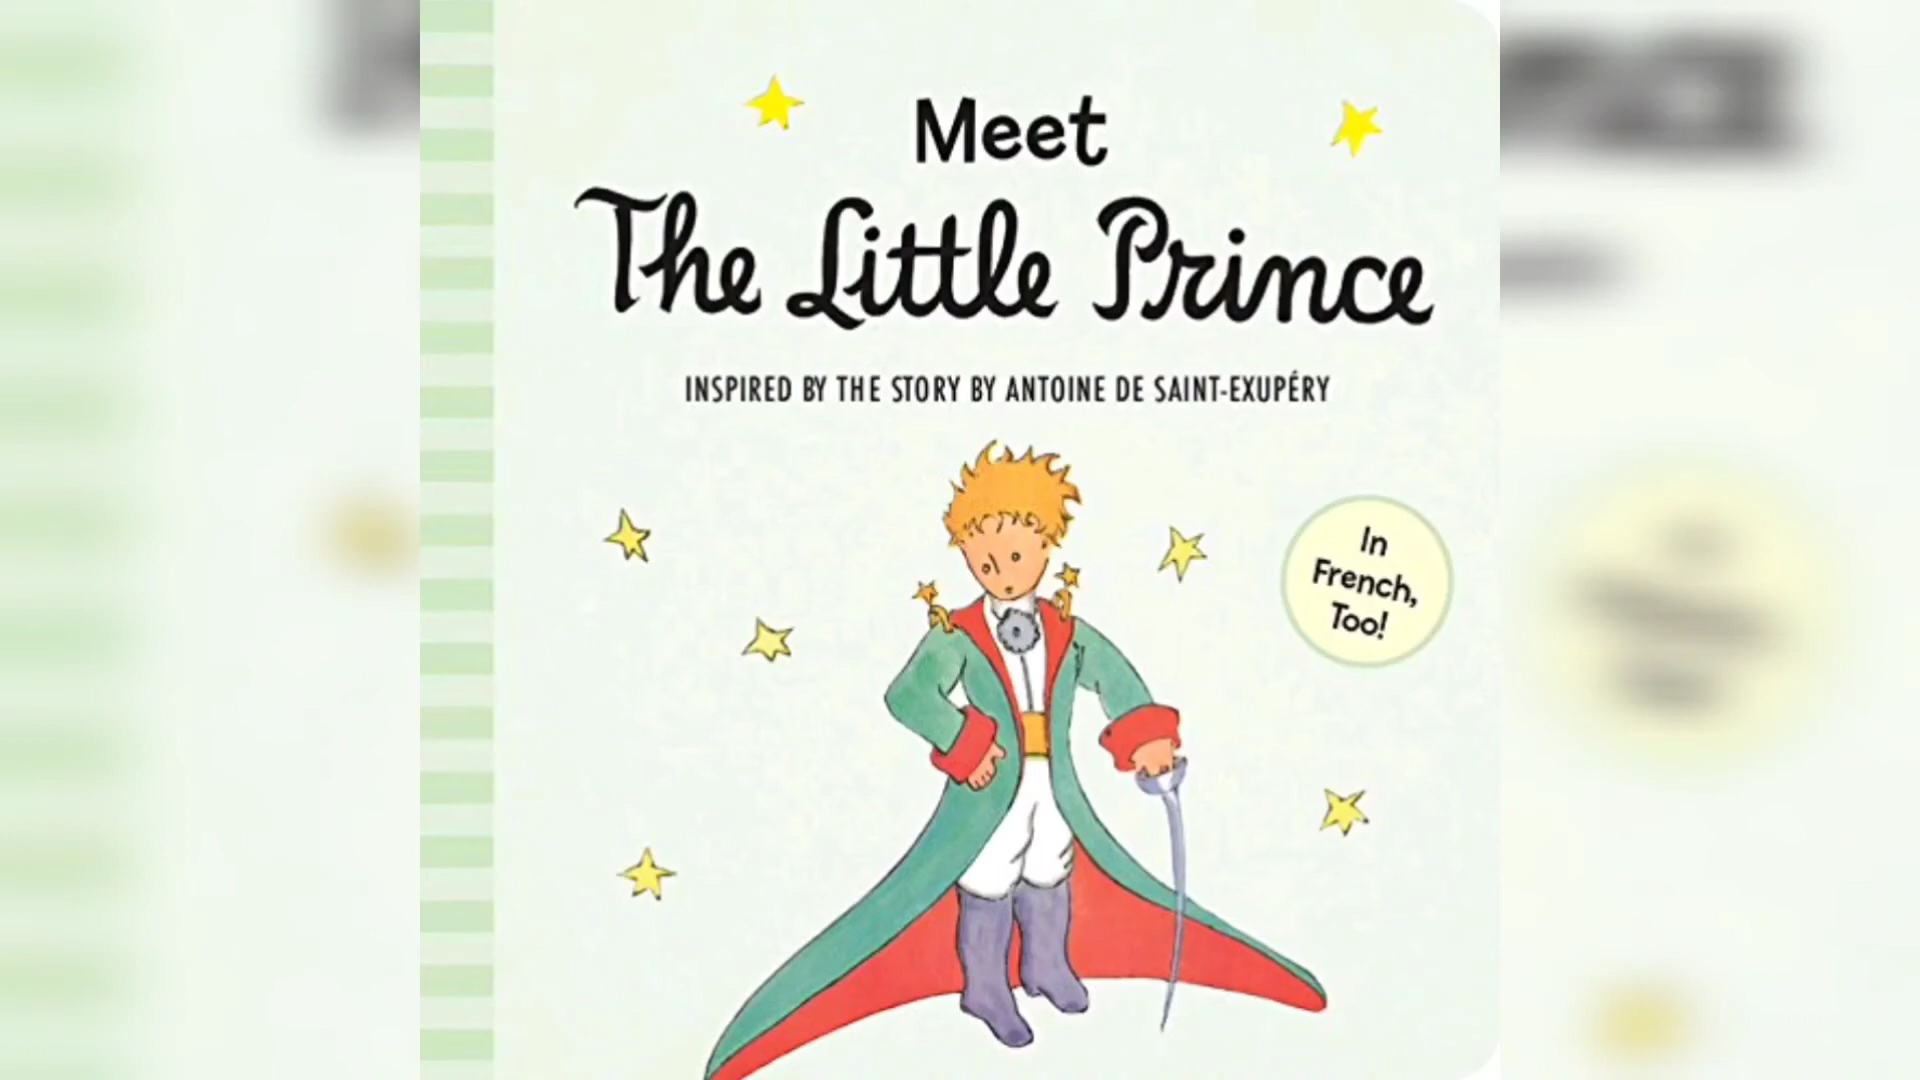 Meet
The Little Prince
INSPIRED BY THE STORY BY ANTOINE DE SAINT-EXUPÉRY
In
French,
Too!